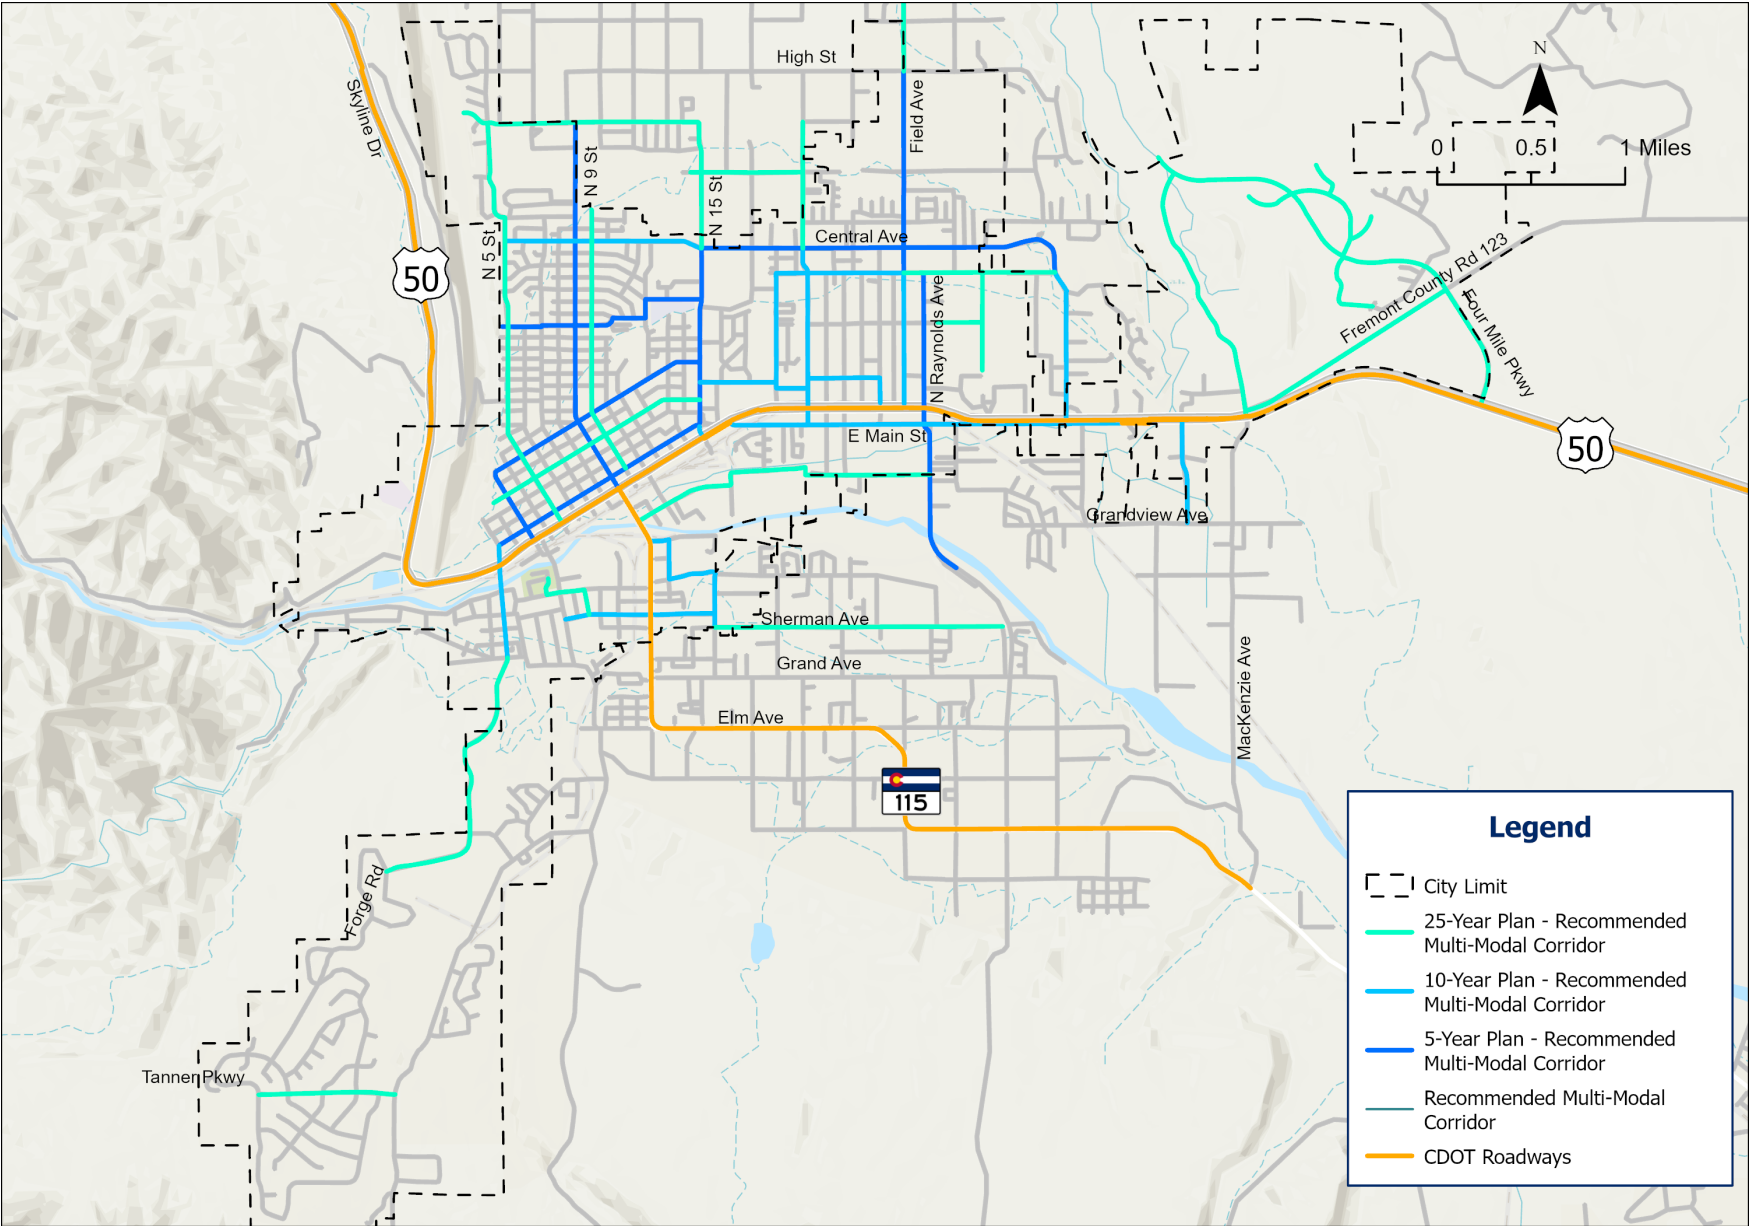 High St
N
Skyline Dr
Field Ave
0
0.5
1 Miles
N 9 St
N 15 St
N 5 St
Central Ave
50
Fremont County Rd 123
Four Mile Pkwy
N Raynolds Ave
E Main St
50
Grandview Ave
Sherman Ave
Grand Ave
MacKenzie Ave
Elm Ave
115
Forge Rd
Tanner Pkwy
Legend
City Limit
25-Year Plan - Recommended
Multi-Modal Corridor
10-Year Plan - Recommended
Multi-Modal Corridor
5-Year Plan - Recommended
Multi-Modal Corridor
Recommended Multi-Modal
Corridor
CDOT Roadways